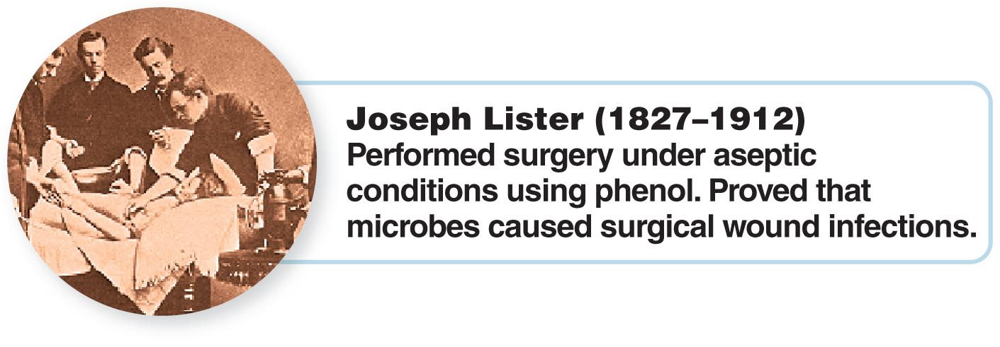 Joseph Lister (1827–1912)
Performed surgery under aseptic
conditions using phenol. Proved that
microbes caused surgical wound infections.